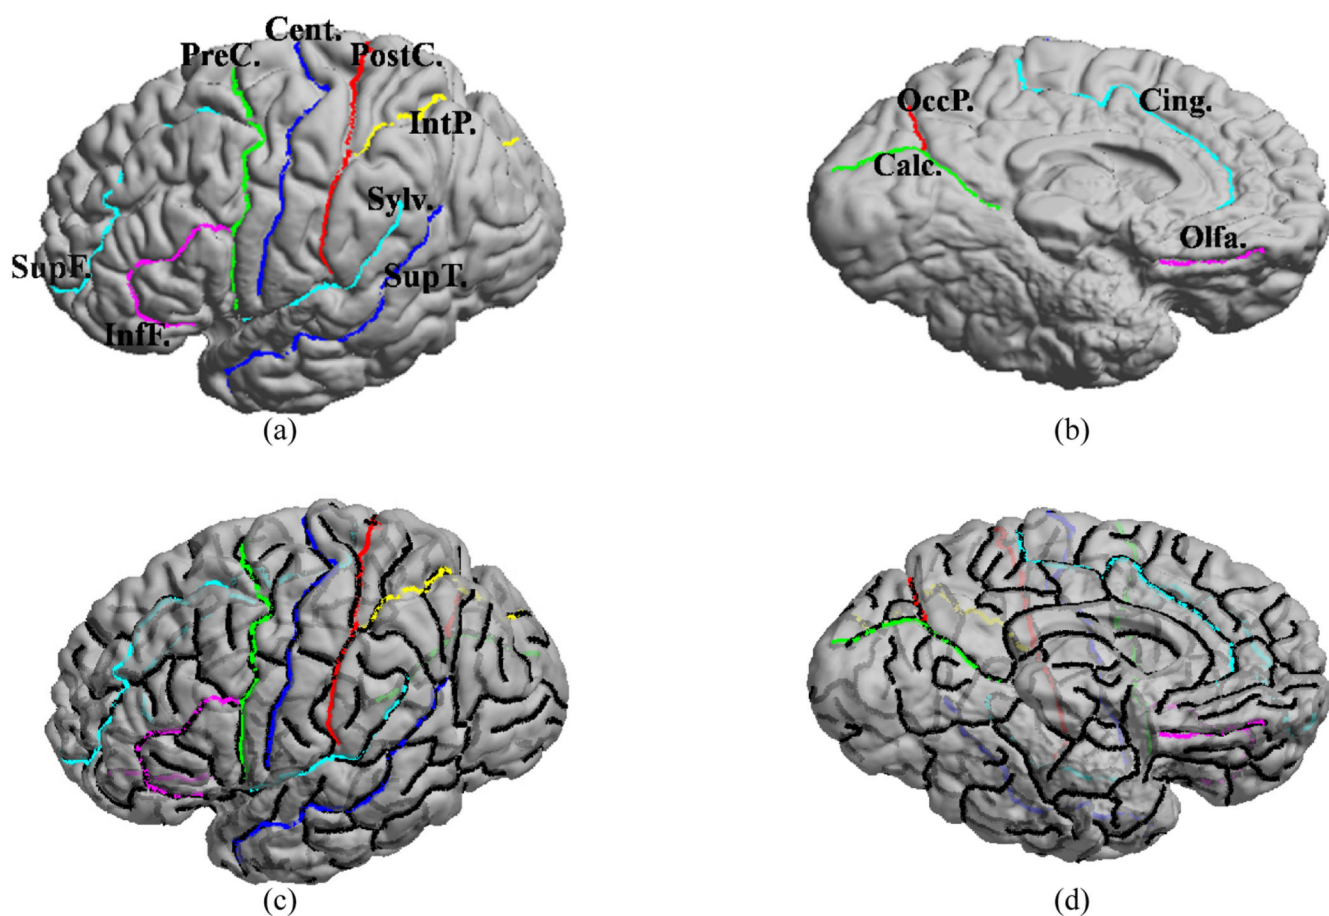 Cent.
PreC.
PostC.
IntP.
Sylv.
SupF.
SupT.
InfF.
(a)
OccP.
Cing.
Calc.
Olfa.
(b)
(c)
(d)